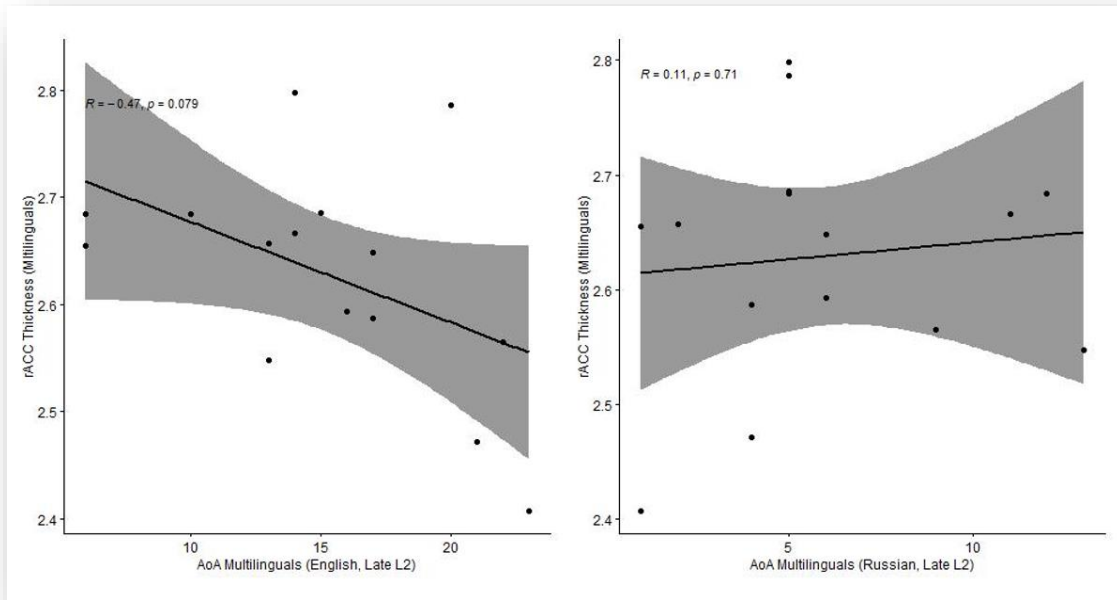 R = −0.47, p = 0.079
2.8
2.7
2.6
2.5
2.4
rACC Thickness (Mltilinguals)
10 15 20
AoA Multilinguals (English, Late L2)
R = 0.11, p = 0.71
2.8
2.7
2.6
2.5
2.4
rACC Thickness (Mltilinguals)
5 10
AoA Multilinguals (Russian, Late L2)